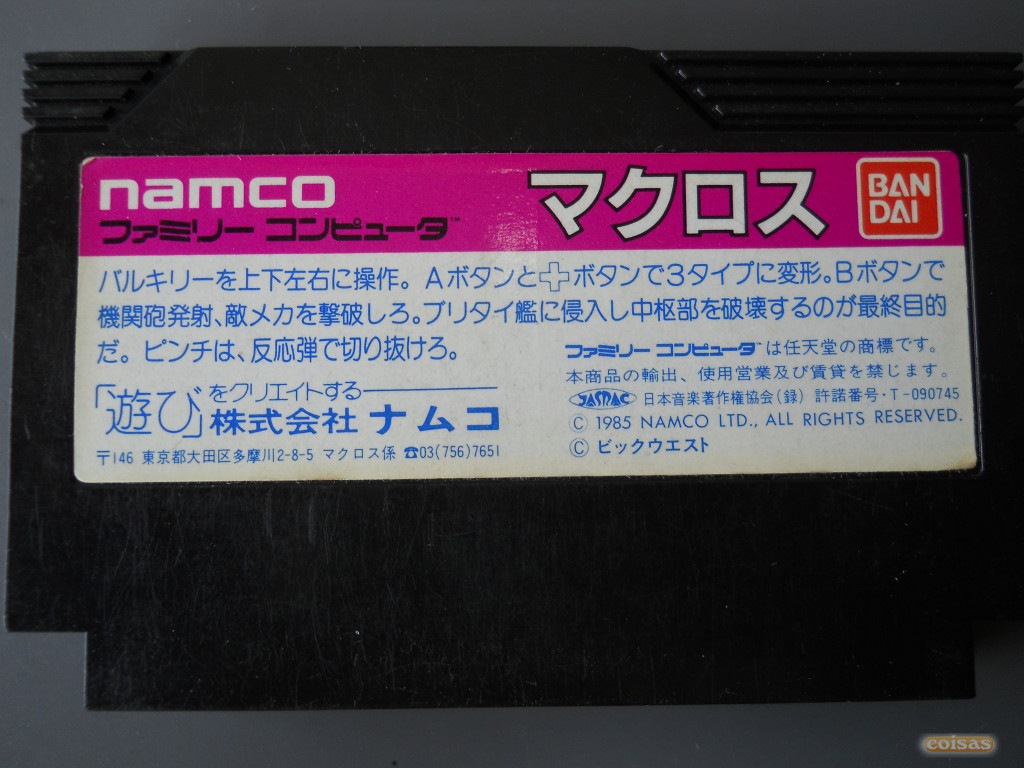 namco
ファミリー コンピュータ™
マクロス
BAN
DAI
バルキリーを上下左右に操作。Aボタンと✚ボタンで3タイプに変形。Bボタンで
機関砲発射、敵メカを撃破しろ。ブリタイ艦に侵入し中枢部を破壊するのが最終目的
だ。ピンチは、反応弾で切り抜けろ。
「遊び」をクリエイトする
株式会社 ナムコ
〒146 東京都大田区多摩川2-8-5 マクロス係 ☎03(756)7651
ファミリー コンピュータ™は任天堂の商標です。
本商品の輸出、使用営業及び賃貸を禁じます。
JASRAC 日本音楽著作権協会(録)許諾番号・T-090745
© 1985 NAMCO LTD., ALL RIGHTS RESERVED.
© ビックウエスト
coisas